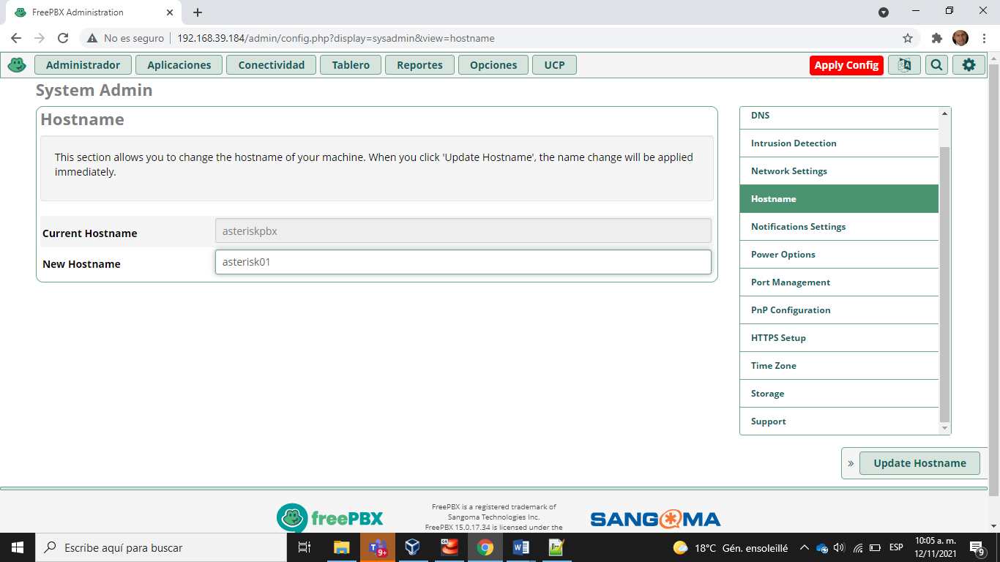 FreePBX Administration
No es seguro
192.168.39.184/admin/config.php?display=sysadmin&view=hostname
Administrador
Aplicaciones
Conectividad
Tablero
Reportes
Opciones
UCP
Apply Config
System Admin
Hostname
This section allows you to change the hostname of your machine. When you click 'Update Hostname', the name change will be applied
immediately.
Current Hostname
asteriskpbx
New Hostname
asterisk01
DNS
Intrusion Detection
Network Settings
Hostname
Notifications Settings
Power Options
Port Management
PnP Configuration
HTTPS Setup
Time Zone
Storage
Support
» Update Hostname
freePBX
FreePBX is a registered trademark of
Sangoma Technologies Inc.
FreePBX 15.0.17.34 is licensed under the
SANGOMA
Escribe aquí para buscar
9+
18°C Gén. ensoleillé
ESP
10:05 a. m.
12/11/2021
9